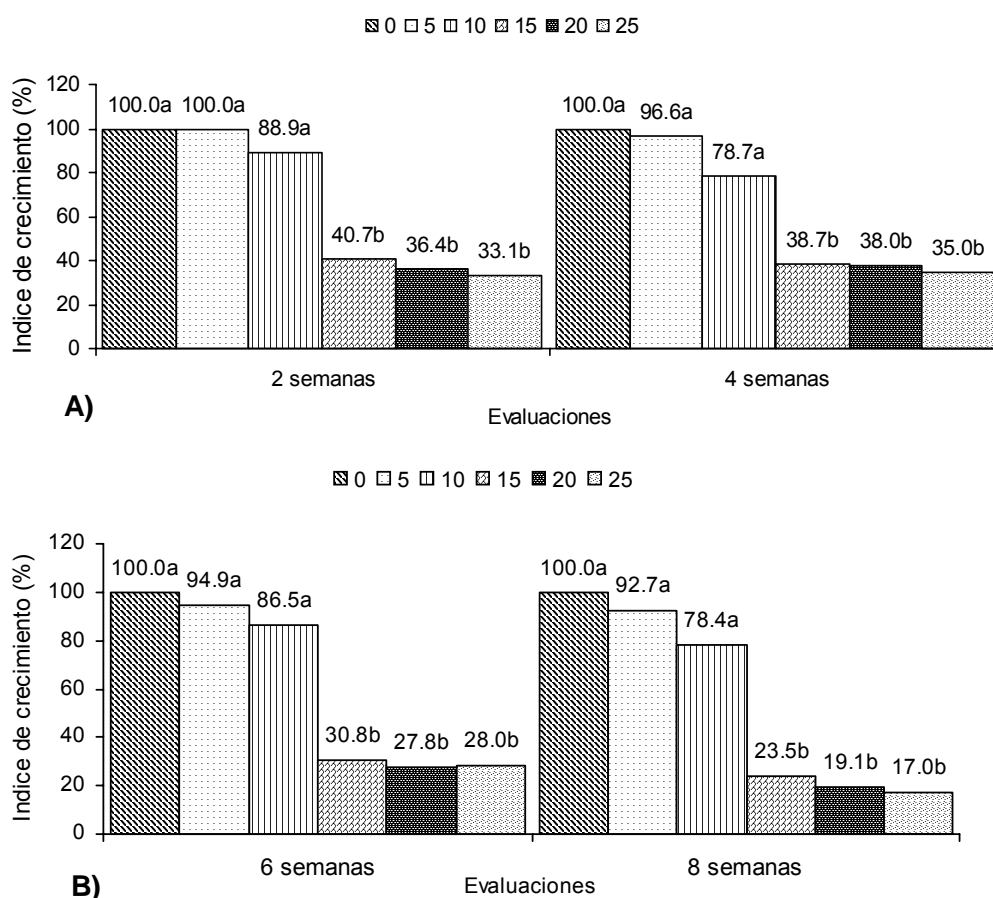 0 5 10 15 20 25
Indice de crecimiento (%)
120
100
80
60
40
20
0
100.0a 100.0a 88.9a 40.7b 36.4b 33.1b
100.0a 96.6a 78.7a 38.7b 38.0b 35.0b
2 semanas 4 semanas
A)
Evaluaciones
0 5 10 15 20 25
Indice de crecimiento (%)
120
100
80
60
40
20
0
100.0a 94.9a 86.5a 30.8b 27.8b 28.0b
100.0a 92.7a 78.4a 23.5b 19.1b 17.0b
6 semanas 8 semanas
B)
Evaluaciones